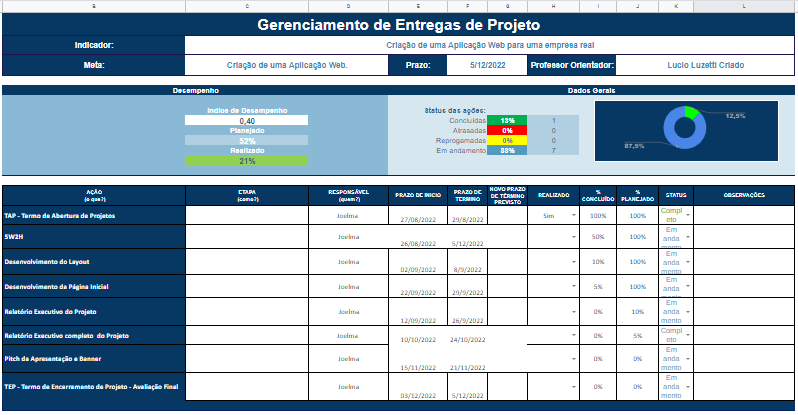 B C D E F G H I J K L
Gerenciamento de Entregas de Projeto
Indicador: Criação de uma Aplicação Web para uma empresa real
Meta: Criação de uma Aplicação Web. Prazo: 5/12/2022 Professor Orientador: Lucio Luzetti Criado
Desempenho Dados Gerais
Indice de Desempenho
0,40
Planejado
52%
Realizado
21%
Status das ações:
Concluídas 13% 1
Atrasadas 0% 0
Reprogamadas 0% 0
Em andamento 88% 7
12,5%
87,5%
AÇÃO (o que?) ETAPA (como?) RESPONSÁVEL (quem?) PRAZO DE INICIO PRAZO DE TERMINO NOVO PRAZO DE TÉRMINO PREVISTO REALIZADO % CONCLUÍDO % PLANEJADO STATUS OBSERVAÇÕES
TAP - Termo de Abertura de Projetos Joelma 27/08/2022 29/8/2022 Sim 100% 100% Completo
5W2H Joelma 26/08/2022 5/12/2022 50% 100% Em andamento
Desenvolvimento do Layout Joelma 02/09/2022 8/9/2022 10% 100% Em andamento
Desenvolvimento da Página Inicial Joelma 22/09/2022 29/9/2022 5% 100% Em andamento
Relatório Executivo do Projeto Joelma 12/09/2022 26/9/2022 0% 10% Em andamento
Relatório Executivo completo do Projeto Joelma 10/10/2022 24/10/2022 0% 5% Completo
Pitch da Apresentação e Banner Joelma 15/11/2022 21/11/2022 0% 0% Em andamento
TEP - Termo de Encerramento de Projeto - Avaliação Final Joelma 03/12/2022 5/12/2022 0% 0% Em andamento